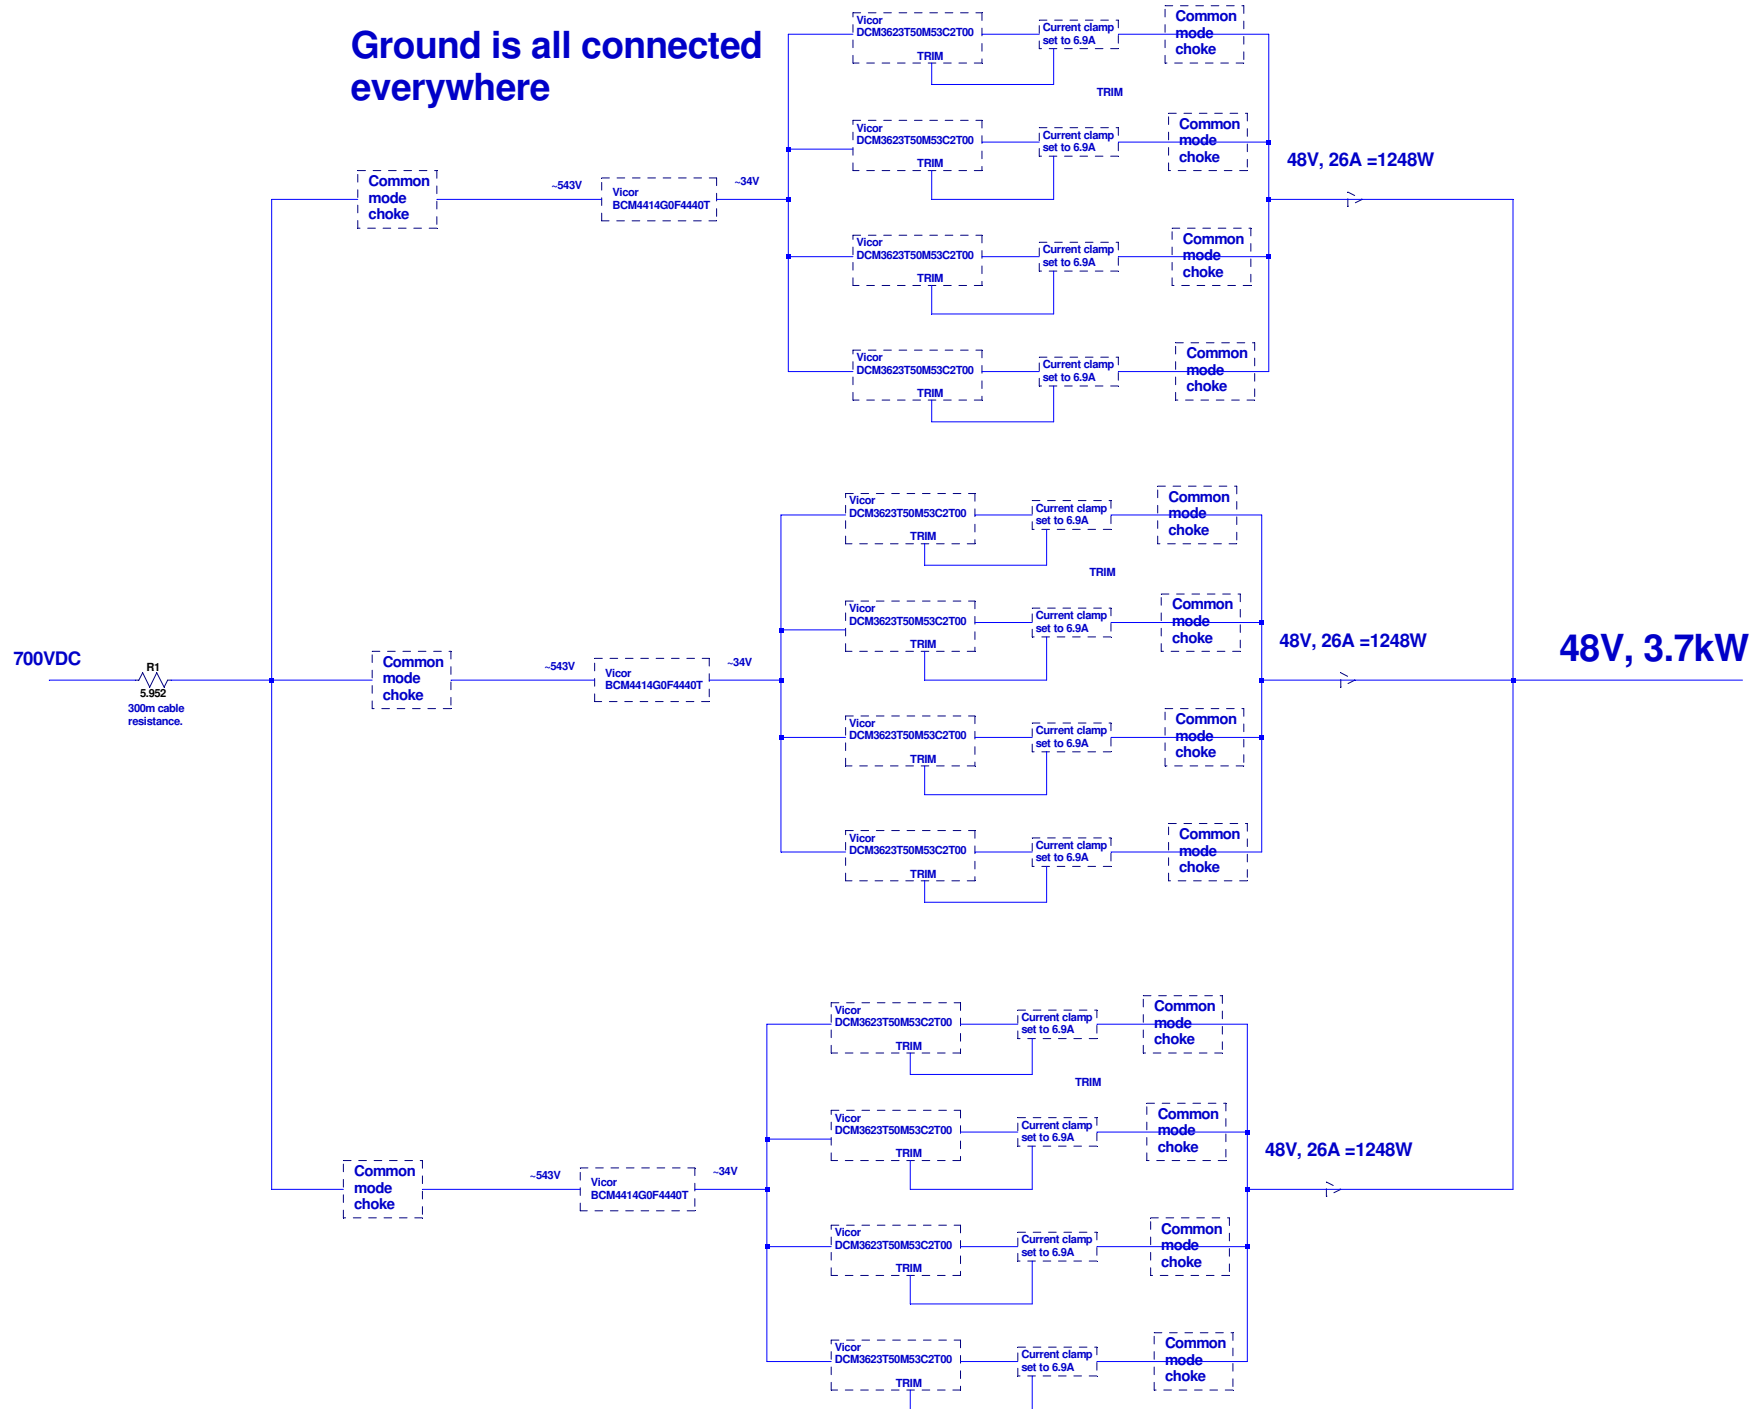 Ground is all connected
everywhere
Vicor
DCM3623T50M53C2T00
TRIM
Current clamp
set to 6.9A
Common
mode
choke
TRIM
Vicor
DCM3623T50M53C2T00
TRIM
Current clamp
set to 6.9A
Common
mode
choke
48V, 26A =1248W
Common
mode
choke
~543V
Vicor
BCM4414G0F4440T
~34V
Vicor
DCM3623T50M53C2T00
TRIM
Current clamp
set to 6.9A
Common
mode
choke
Vicor
DCM3623T50M53C2T00
TRIM
Current clamp
set to 6.9A
Common
mode
choke
Vicor
DCM3623T50M53C2T00
TRIM
Current clamp
set to 6.9A
Common
mode
choke
TRIM
Vicor
DCM3623T50M53C2T00
TRIM
Current clamp
set to 6.9A
Common
mode
choke
48V, 26A =1248W
48V, 3.7kW
700VDC
R1
5.952
300m cable
resistance.
Common
mode
choke
~543V
Vicor
BCM4414G0F4440T
~34V
Vicor
DCM3623T50M53C2T00
TRIM
Current clamp
set to 6.9A
Common
mode
choke
Vicor
DCM3623T50M53C2T00
TRIM
Current clamp
set to 6.9A
Common
mode
choke
Vicor
DCM3623T50M53C2T00
TRIM
Current clamp
set to 6.9A
Common
mode
choke
TRIM
Vicor
DCM3623T50M53C2T00
TRIM
Current clamp
set to 6.9A
Common
mode
choke
48V, 26A =1248W
Common
mode
choke
~543V
Vicor
BCM4414G0F4440T
~34V
Vicor
DCM3623T50M53C2T00
TRIM
Current clamp
set to 6.9A
Common
mode
choke
Vicor
DCM3623T50M53C2T00
TRIM
Current clamp
set to 6.9A
Common
mode
choke